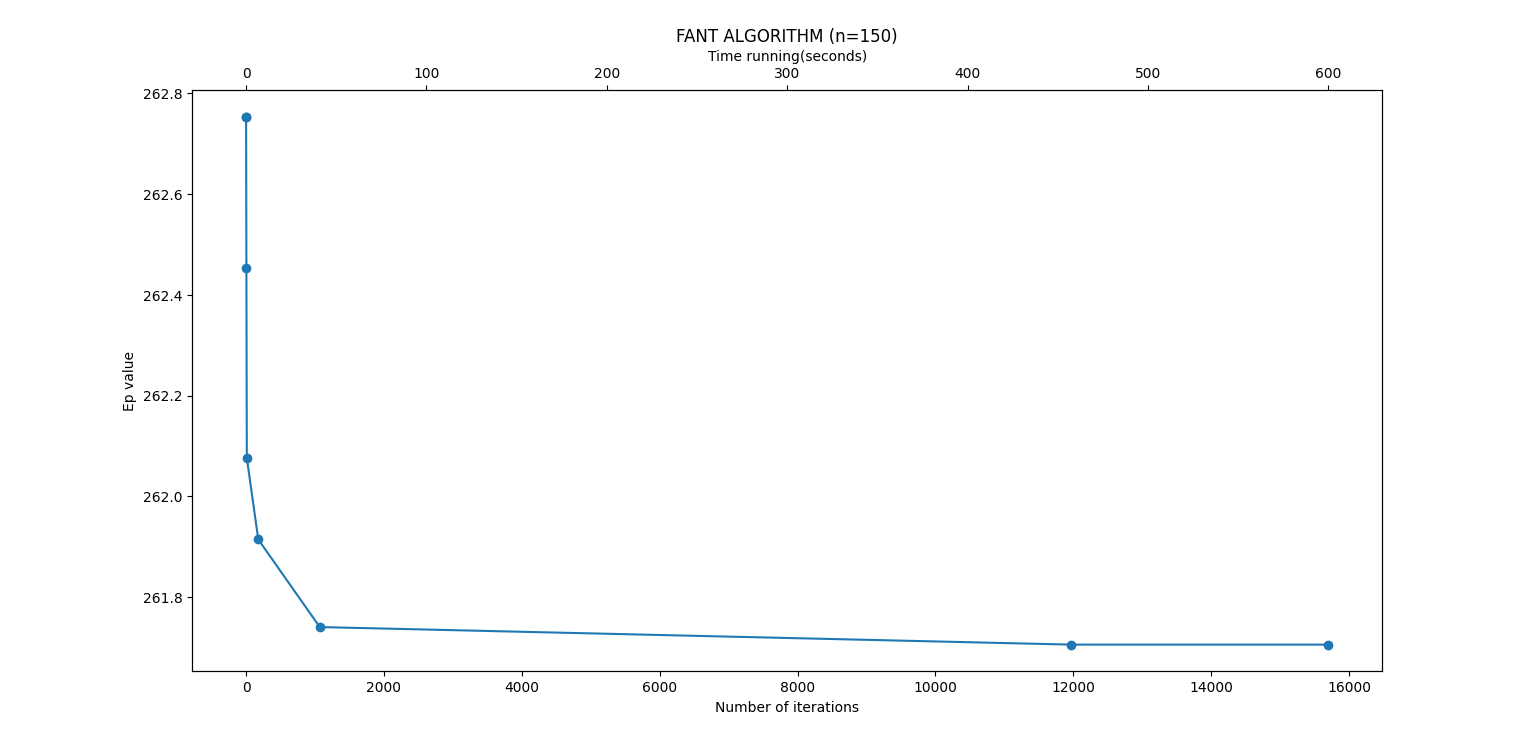 FANT ALGORITHM (n=150)
Time running(seconds)
0 100 200 300 400 500 600
262.8
262.6
262.4
262.2
262.0
261.8
Ep value
0 2000 4000 6000 8000 10000 12000 14000 16000
Number of iterations